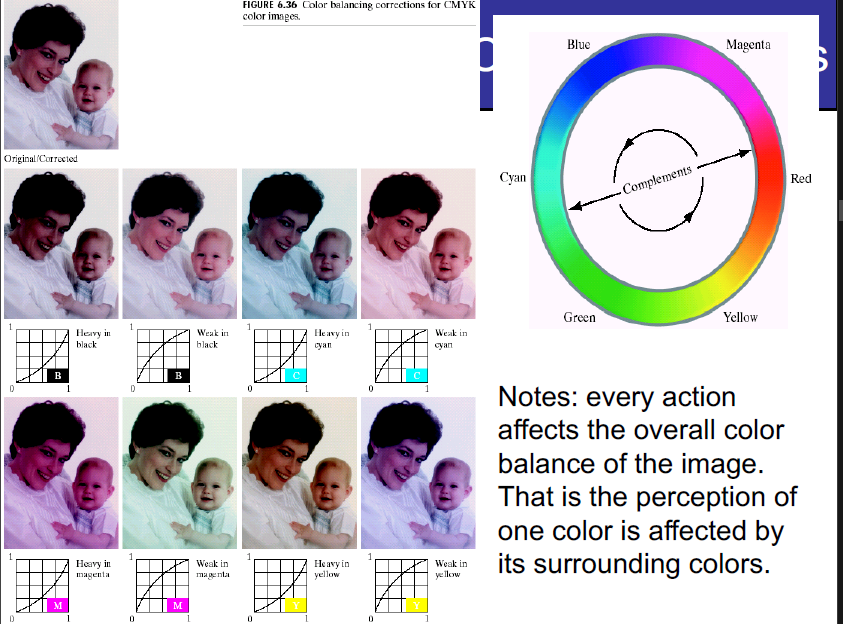 FIGURE 6.36 Color balancing corrections for CMYK
color images.
Original/Corrected
1
Heavy in
black
B
0 1
1
Weak in
black
B
0 1
1
Heavy in
cyan
C
0 1
1
Weak in
cyan
C
0 1
1
Heavy in
magenta
M
0 1
1
Weak in
magenta
M
0 1
1
Heavy in
yellow
Y
0 1
1
Weak in
yellow
Y
0 1
Blue
Magenta
Cyan
Complements
Red
Green
Yellow
Notes: every action
affects the overall color
balance of the image.
That is the perception of
one color is affected by
its surrounding colors.